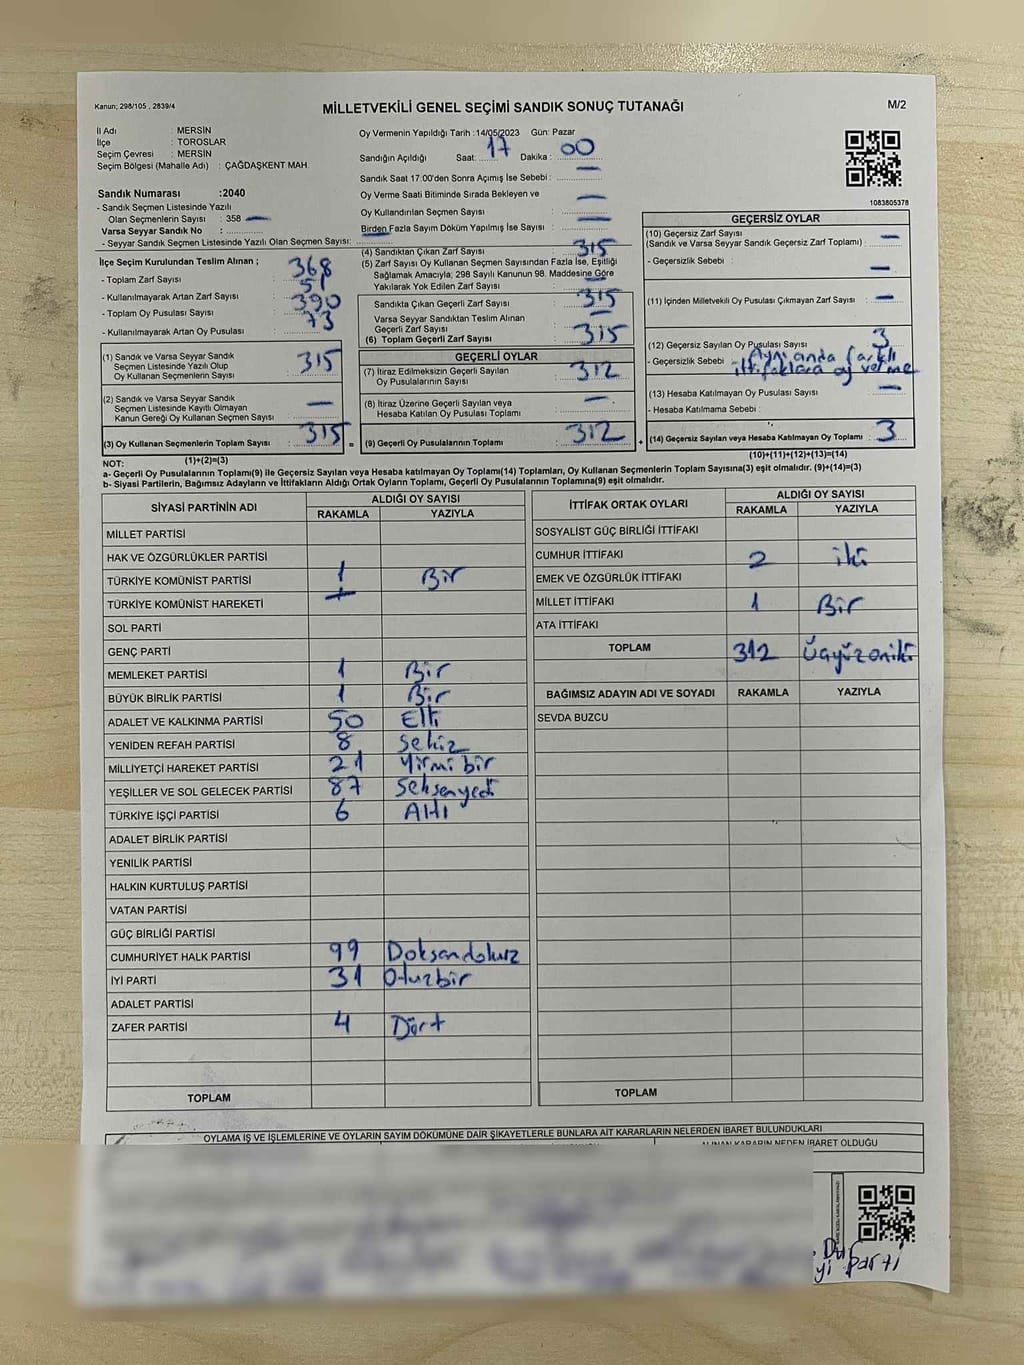 Kanun; 298/105 , 2839/4
MİLLETVEKİLİ GENEL SEÇİMİ SANDIK SONUÇ TUTANAĞI
M/2
İl Adı : MERSİN
İlçe : TOROSLAR
Seçim Çevresi : MERSİN
Seçim Bölgesi (Mahalle Adı) : ÇAĞDAŞKENT MAH.
Sandık Numarası :2040
- Sandık Seçmen Listesinde Yazılı
Olan Seçmenlerin Sayısı : 358
Varsa Seyyar Sandık No :
- Seyyar Sandık Seçmen Listesinde Yazılı Olan Seçmen Sayısı:
Oy Vermenin Yapıldığı Tarih :14/05/2023 Gün: Pazar
Sandığın Açıldığı Saat: 17 Dakika : 00
Sandık Saat 17.00'den Sonra Açımış İse Sebebi :
Oy Verme Saati Bitiminde Sırada Bekleyen ve
Oy Kullandırılan Seçmen Sayısı
Birden Fazla Sayım Döküm Yapılmış İse Sayısı :
1083805378
İlçe Seçim Kurulundan Teslim Alınan ;
- Toplam Zarf Sayısı : 368
- Kullanılmayarak Artan Zarf Sayısı : 51
- Toplam Oy Pusulası Sayısı : 390
- Kullanılmayarak Artan Oy Pusulası : 73
(1) Sandık ve Varsa Seyyar Sandık
Seçmen Listesinde Yazılı Olup
Oy Kullanan Seçmenlerin Sayısı : 315
(2) Sandık ve Varsa Seyyar Sandık
Seçmen Listesinde Kayıtlı Olmayan
Kanun Gereği Oy Kullanan Seçmen Sayısı
(3) Oy Kullanan Seçmenlerin Toplam Sayısı : 315 =
(4) Sandıktan Çıkan Zarf Sayısı : 315
(5) Zarf Sayısı Oy Kullanan Seçmen Sayısından Fazla İse, Eşitliği
Sağlamak Amacıyla; 298 Sayılı Kanunun 98. Maddesine Göre
Yakılarak Yok Edilen Zarf Sayısı
Sandıkta Çıkan Geçerli Zarf Sayısı : 315
Varsa Seyyar Sandıktan Teslim Alınan
Geçerli Zarf Sayısı
(6) Toplam Geçerli Zarf Sayısı : 315
GEÇERLİ OYLAR
(7) İtiraz Edilmeksizin Geçerli Sayılan
Oy Pusulalarının Sayısı : 312
(8) İtiraz Üzerine Geçerli Sayılan veya
Hesaba Katılan Oy Pusulası Toplamı
(9) Geçerli Oy Pusulalarının Toplamı : 312 +
GEÇERSİZ OYLAR
(10) Geçersiz Zarf Sayısı
(Sandık ve Varsa Seyyar Sandık Geçersiz Zarf Toplamı) :
- Geçersizlik Sebebi :
(11) İçinden Milletvekili Oy Pusulası Çıkmayan Zarf Sayısı :
(12) Geçersiz Sayılan Oy Pusulası Sayısı : 3
- Geçersizlik Sebebi : Aynı anda farklı
ittifaklara oy verme
(13) Hesaba Katılmayan Oy Pusulası Sayısı :
- Hesaba Katılmama Sebebi :
(14) Geçersiz Sayılan veya Hesaba Katılmayan Oy Toplamı : 3
NOT: (1)+(2)=(3)
(10)+(11)+(12)+(13)=(14)
a- Geçerli Oy Pusulalarının Toplamı(9) ile Geçersiz Sayılan veya Hesaba katılmayan Oy Toplamı(14) Toplamları, Oy Kullanan Seçmenlerin Toplam Sayısına(3) eşit olmalıdır. (9)+(14)=(3)
b- Siyasi Partilerin, Bağımsız Adayların ve İttifakların Aldığı Ortak Oyların Toplamı, Geçerli Oy Pusulalarının Toplamına(9) eşit olmalıdır.
SİYASİ PARTİNİN ADI ALDIĞI OY SAYISI
RAKAMLA YAZIYLA
MİLLET PARTİSİ
HAK VE ÖZGÜRLÜKLER PARTİSİ
TÜRKİYE KOMÜNİST PARTİSİ 1 Bir
TÜRKİYE KOMÜNİST HAREKETİ
SOL PARTİ
GENÇ PARTİ
MEMLEKET PARTİSİ 1 Bir
BÜYÜK BİRLİK PARTİSİ 1 Bir
ADALET VE KALKINMA PARTİSİ 50 Elli
YENİDEN REFAH PARTİSİ 8 Sekiz
MİLLİYETÇİ HAREKET PARTİSİ 21 Yirmi bir
YEŞİLLER VE SOL GELECEK PARTİSİ 87 Seksenyedi
TÜRKİYE İŞÇİ PARTİSİ 6 Altı
ADALET BİRLİK PARTİSİ
YENİLİK PARTİSİ
HALKIN KURTULUŞ PARTİSİ
VATAN PARTİSİ
GÜÇ BİRLİĞİ PARTİSİ
CUMHURİYET HALK PARTİSİ 99 Doksandokuz
İYİ PARTİ 31 Otuzbir
ADALET PARTİSİ
ZAFER PARTİSİ 4 Dört
TOPLAM
İTTİFAK ORTAK OYLARI ALDIĞI OY SAYISI
RAKAMLA YAZIYLA
SOSYALIST GÜÇ BİRLİĞİ İTTİFAKI
CUMHUR İTTİFAKI 2 iki
EMEK VE ÖZGÜRLÜK İTTİFAKI
MİLLET İTTİFAKI 1 Bir
ATA İTTİFAKI
TOPLAM 312 Üçyüzoniki
BAĞIMSIZ ADAYIN ADI VE SOYADI RAKAMLA YAZIYLA
SEVDA BUZCU
TOPLAM
OYLAMA İŞ VE İŞLEMLERİNE VE OYLARIN SAYIM DÖKÜMÜNE DAİR ŞİKAYETLERLE BUNLARA AİT KARARLARIN NELERDEN İBARET BULUNDUKLARI
ALINAN KARARIN NEDEN İBARET OLDUĞU
parti